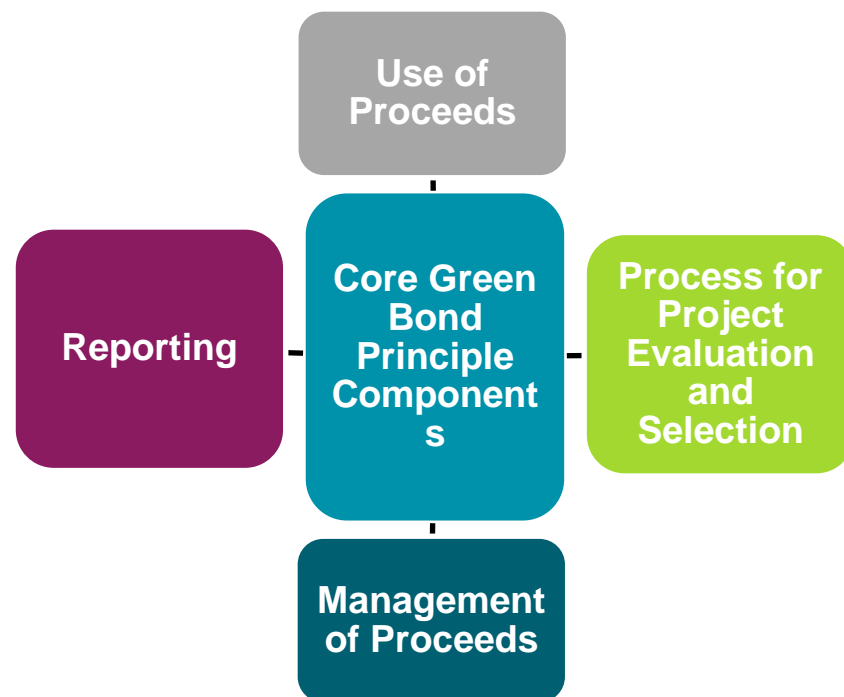 Use of
Proceeds
Reporting
Core Green
Bond
Principle
Component
s
Process for
Project
Evaluation
and
Selection
Management
of Proceeds